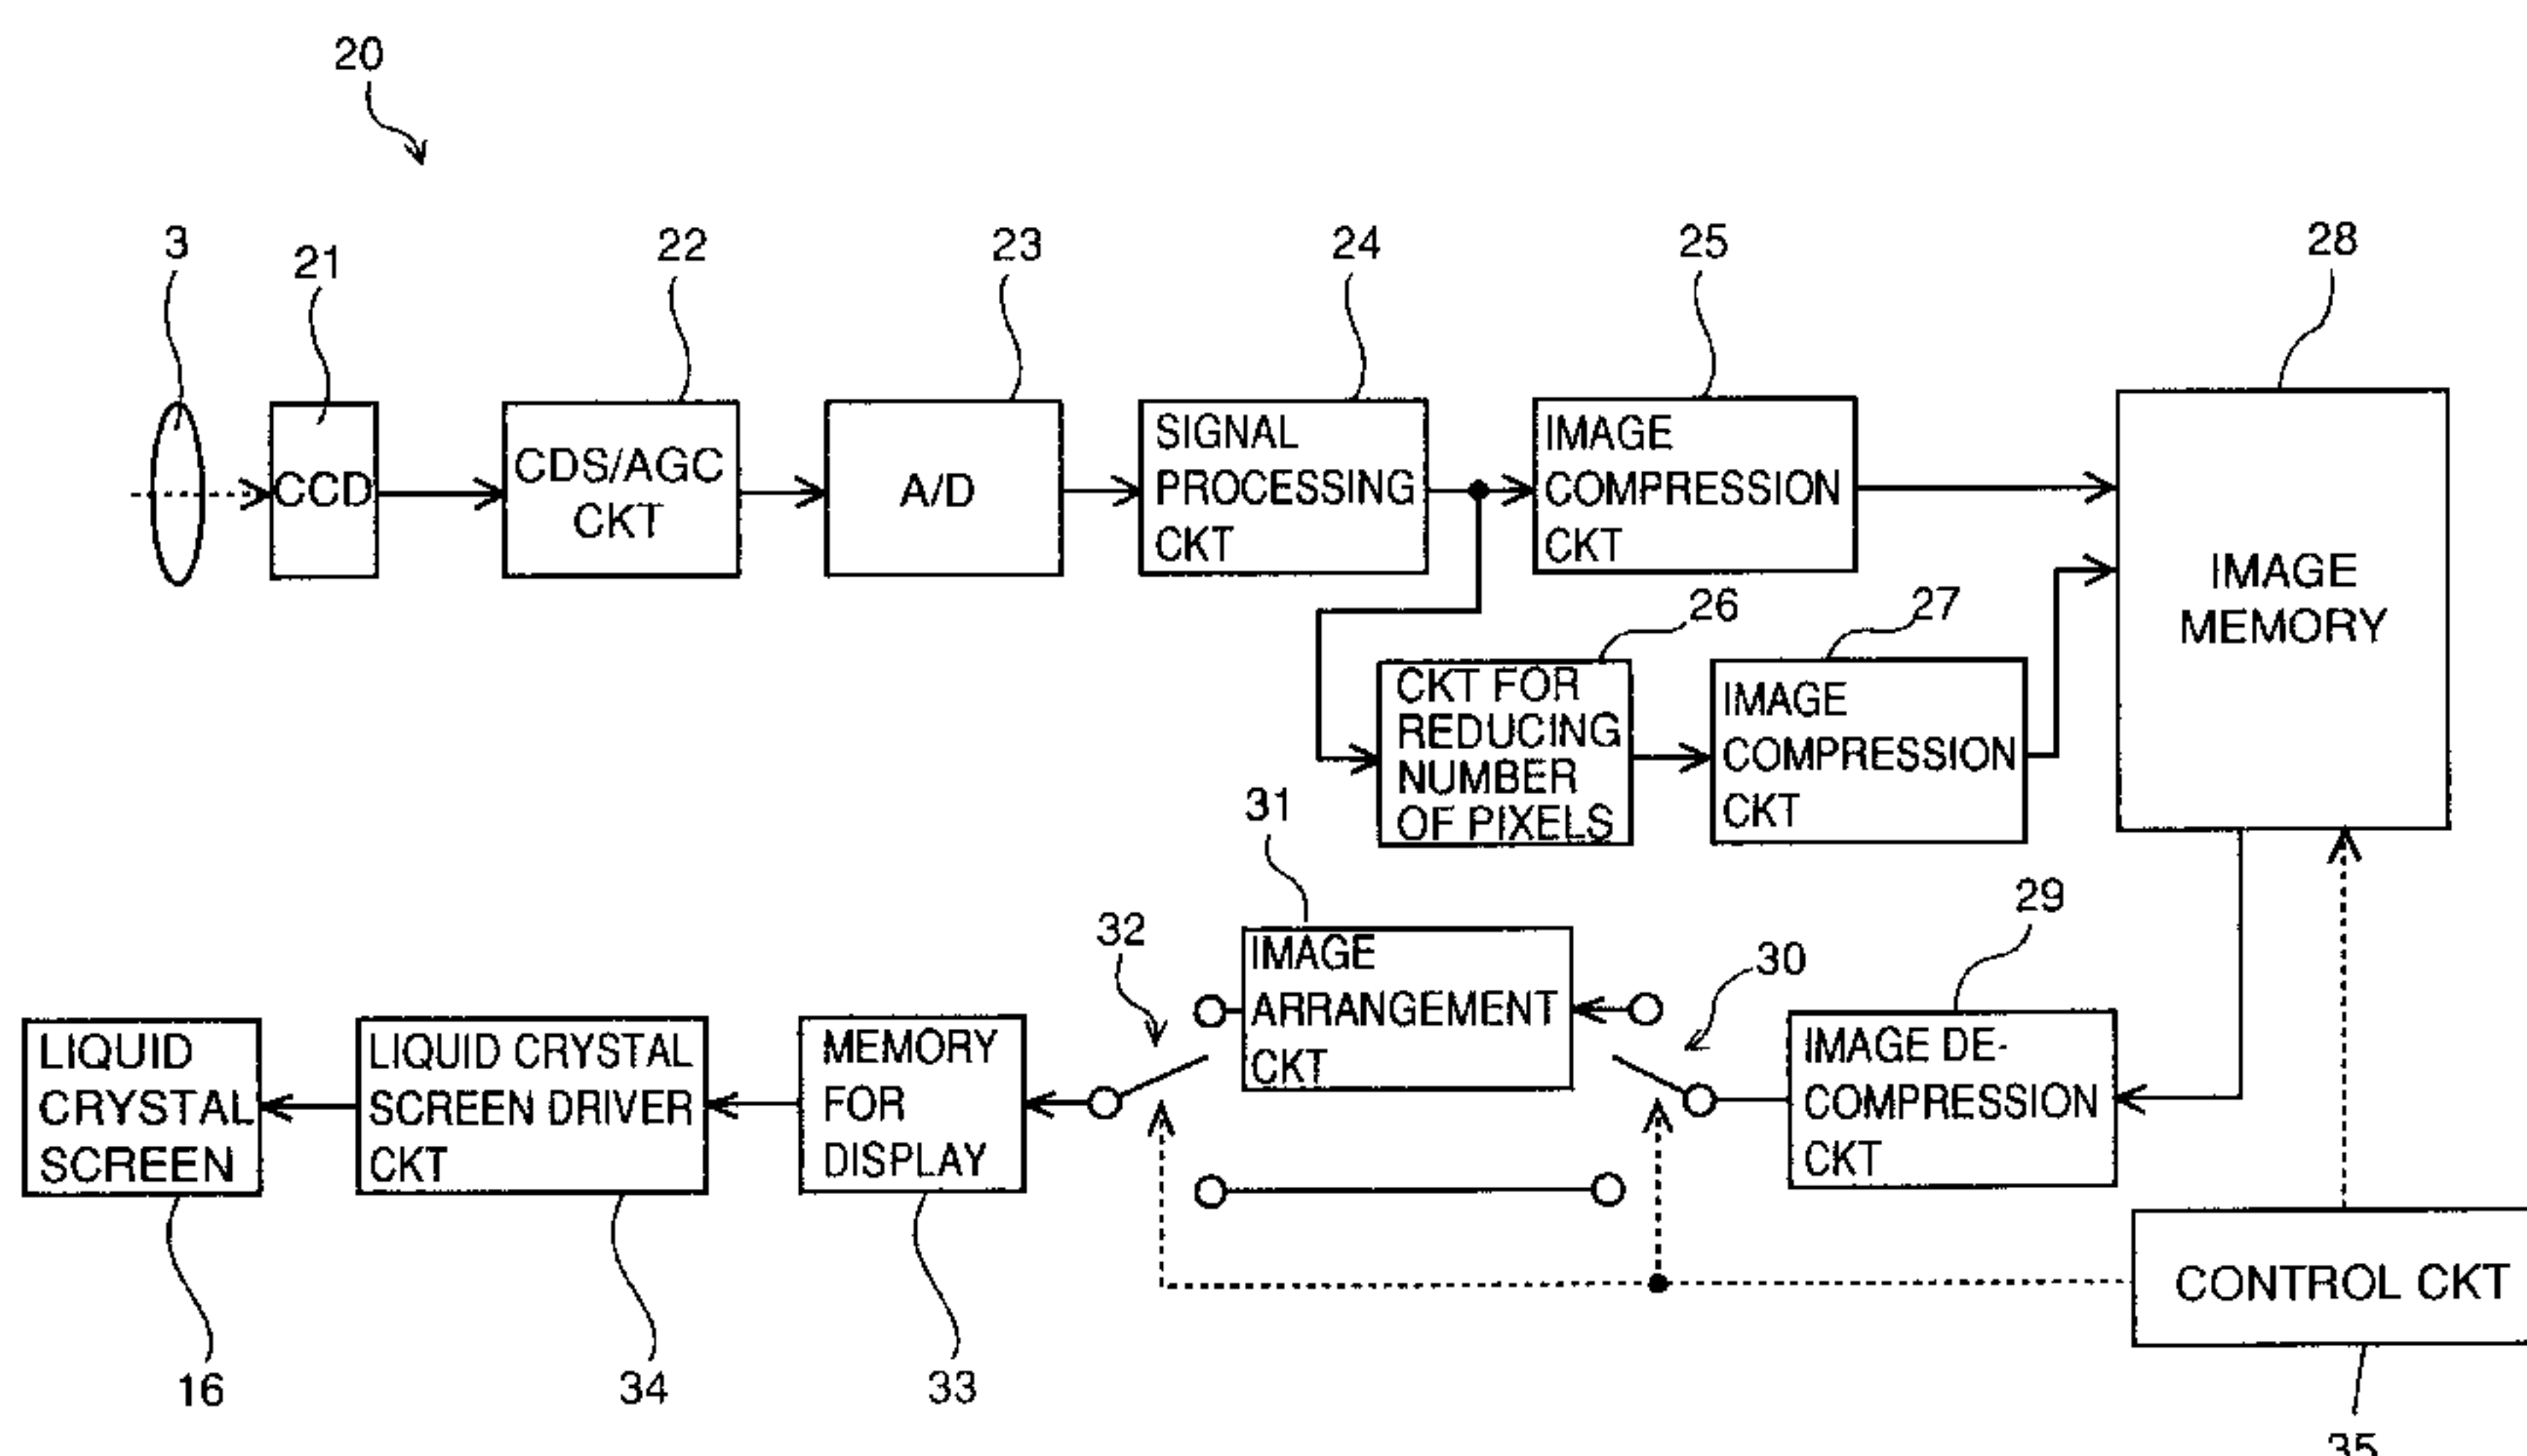 20
3
21
22
23
24
25
28
CCD
CDS/AGC
CKT
A/D
SIGNAL
PROCESSING
CKT
IMAGE
COMPRESSION
CKT
IMAGE
MEMORY
26
27
CKT FOR
REDUCING
NUMBER
OF PIXELS
IMAGE
COMPRESSION
CKT
31
32
30
29
IMAGE
ARRANGEMENT
CKT
LIQUID
CRYSTAL
SCREEN
LIQUID CRYSTAL
SCREEN DRIVER
CKT
MEMORY
FOR
DISPLAY
IMAGE DE-
COMPRESSION
CKT
CONTROL CKT
16
34
33
35